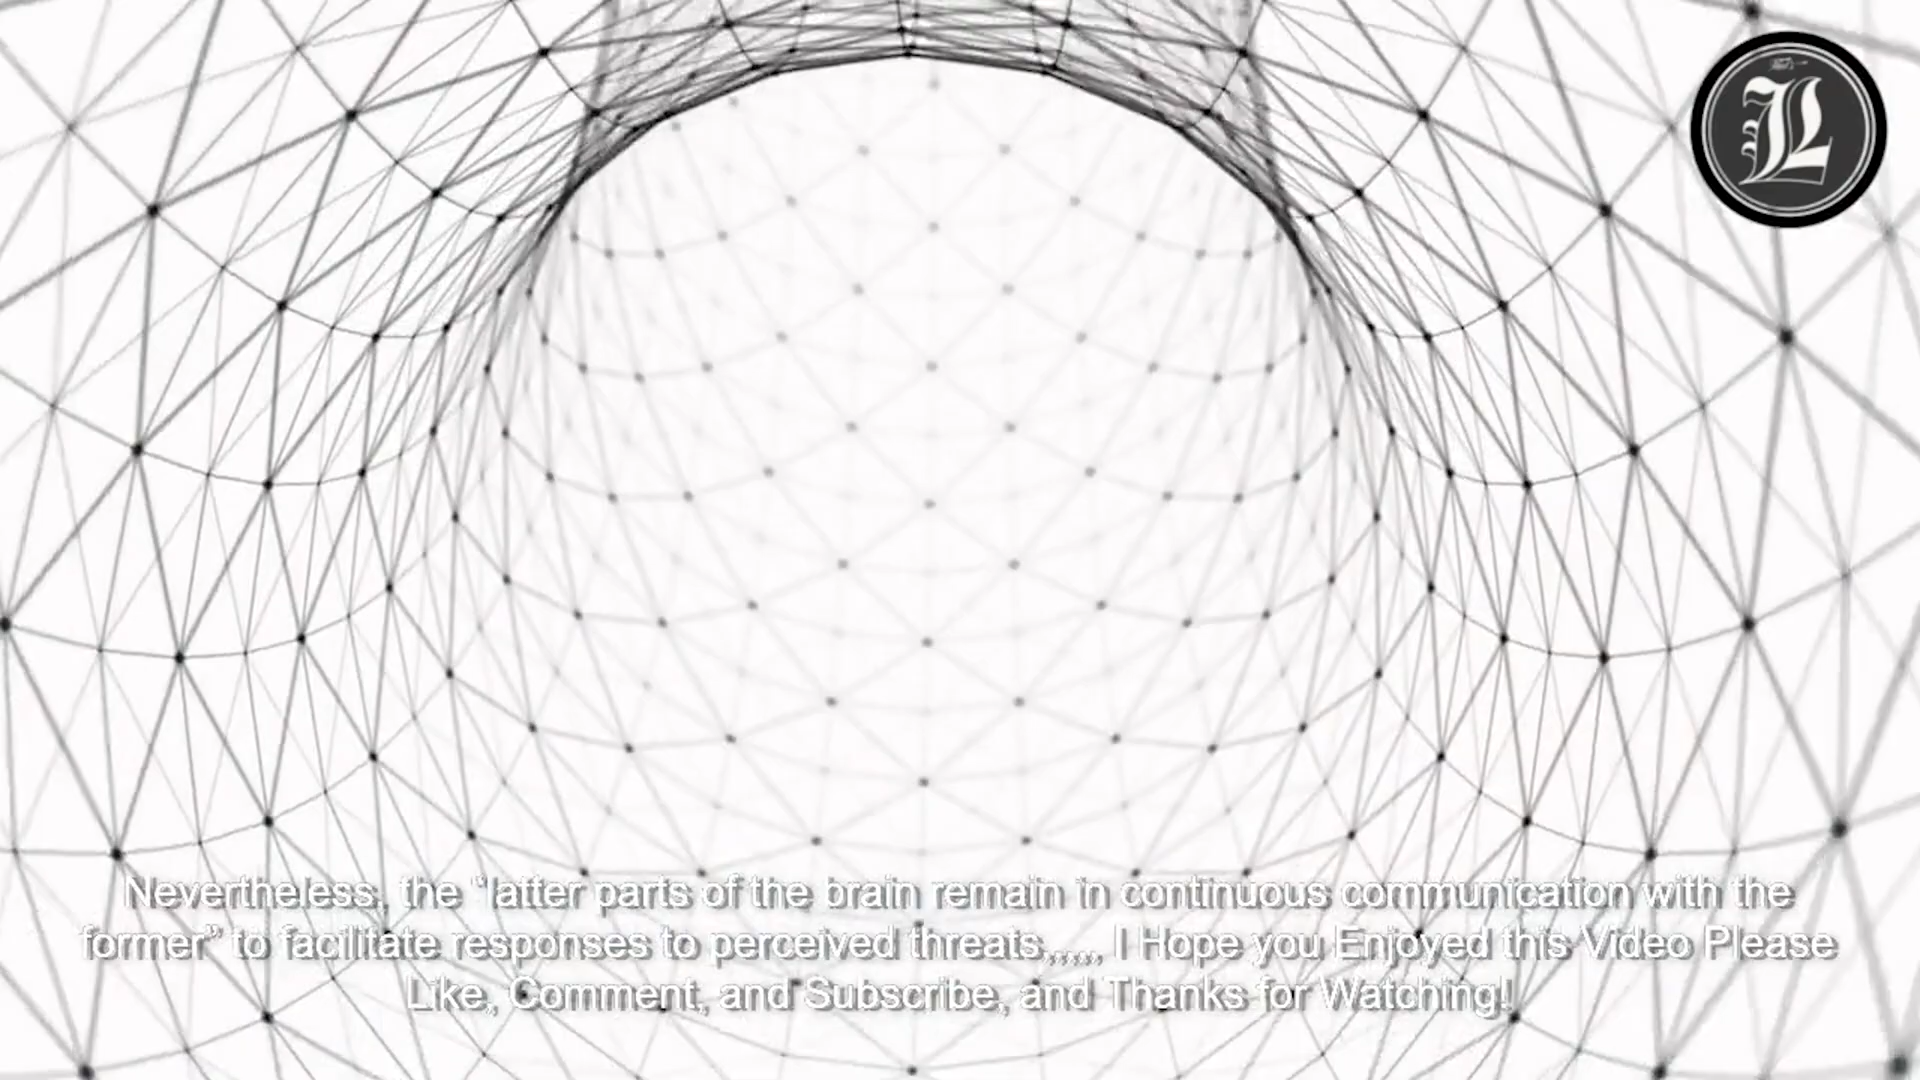 L
Nevertheless, the “latter parts of the brain remain in continuous communication with the
former” to facilitate responses to perceived threats,,,,, I Hope you Enjoyed this Video Please
Like, Comment, and Subscribe, and Thanks for Watching!